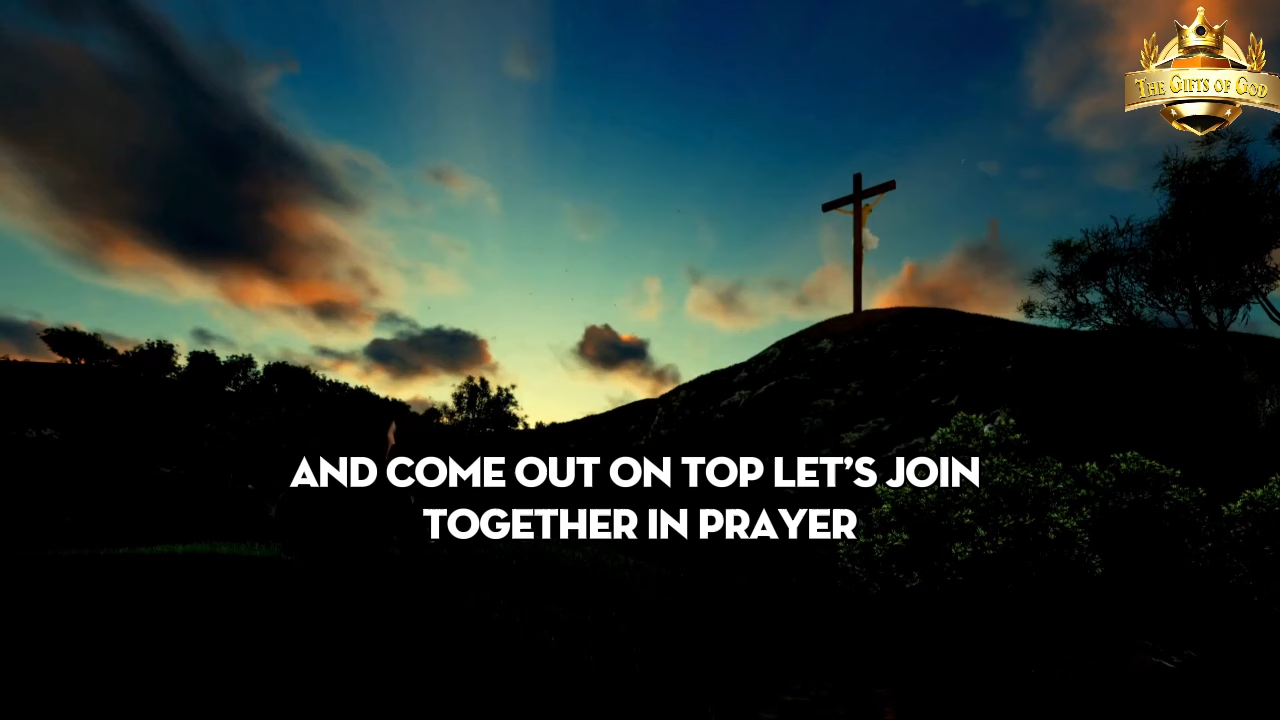 The Gifts of God
AND COME OUT ON TOP LET’S JOIN
TOGETHER IN PRAYER